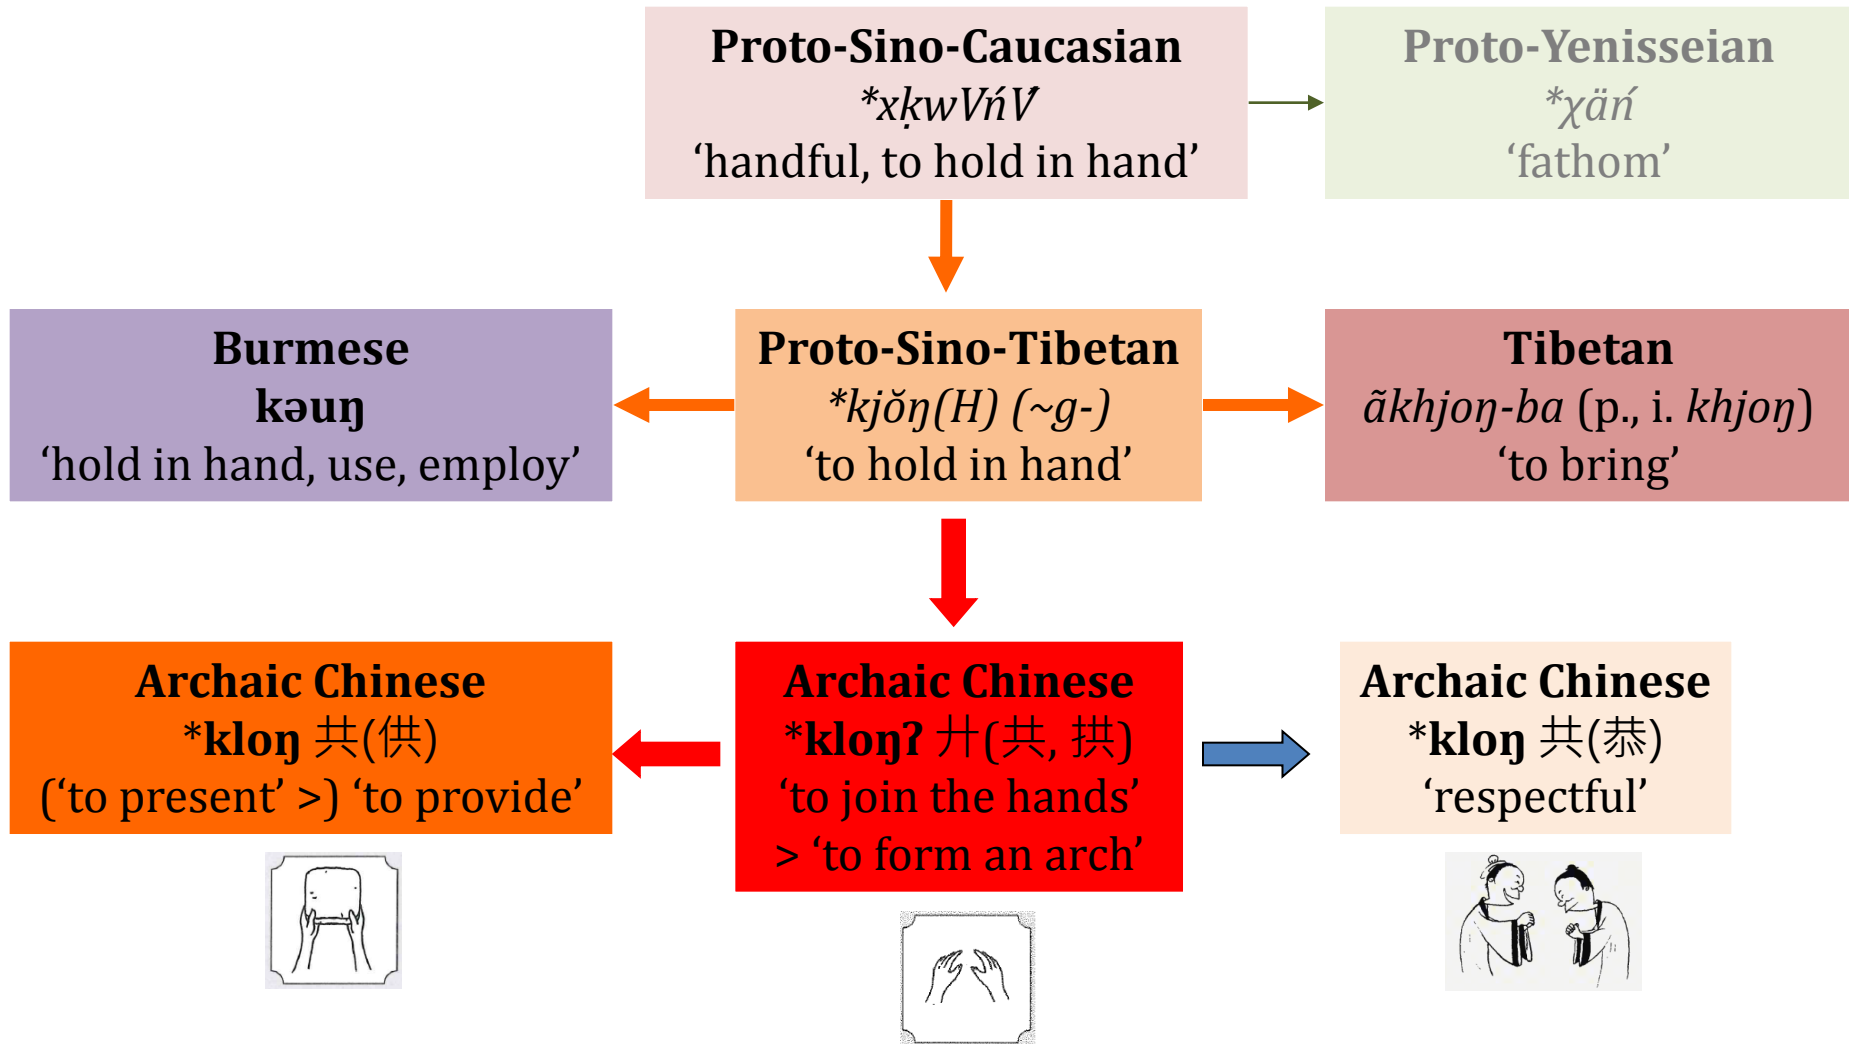 Proto-Sino-Caucasian
*xḳwVńV́
‘handful, to hold in hand’
Proto-Yenisseian
*χäń
‘fathom’
Burmese
kəuŋ
‘hold in hand, use, employ’
Proto-Sino-Tibetan
*kjŏŋ(H) (~g-)
‘to hold in hand’
Tibetan
ãkhjoŋ-ba (p., i. khjoŋ)
‘to bring’
Archaic Chinese
*kloŋ 共(供)
(‘to present’ >) ‘to provide’
Archaic Chinese
*kloŋʔ 廾(共, 拱)
‘to join the hands’
> ‘to form an arch’
Archaic Chinese
*kloŋ 共(恭)
‘respectful’